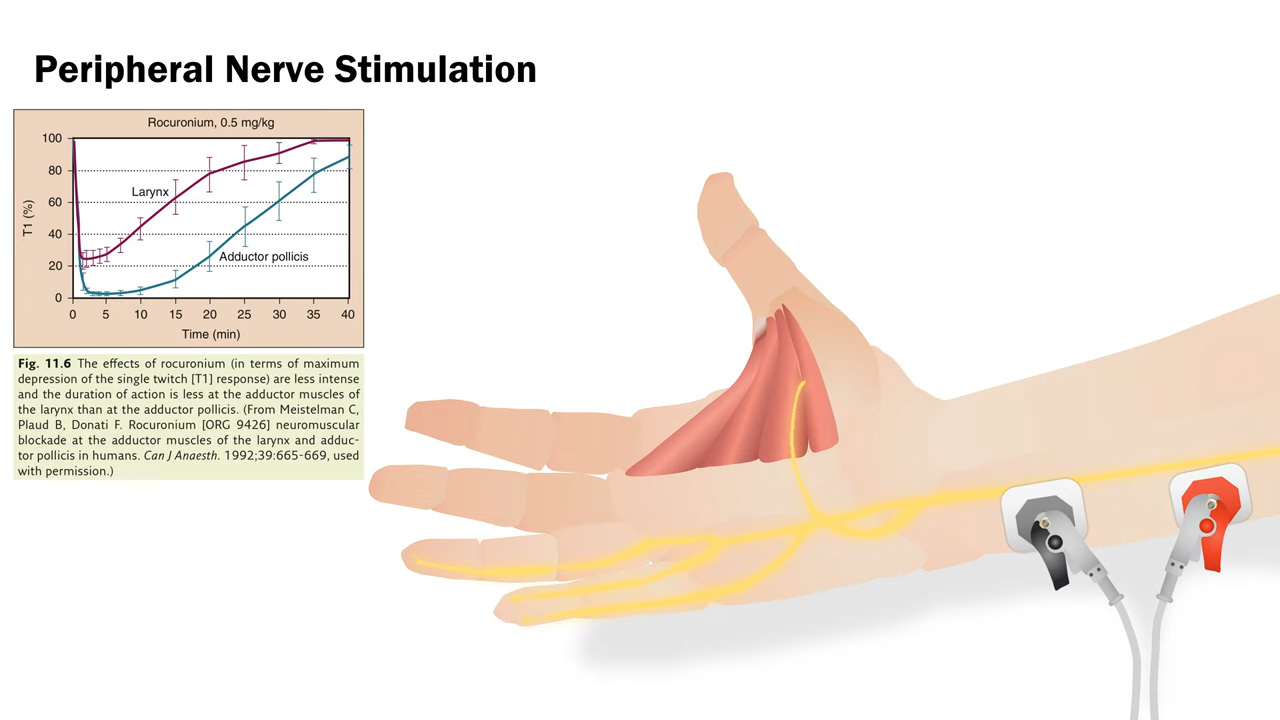 Peripheral Nerve Stimulation
Rocuronium, 0.5 mg/kg
T1 (%)
100
80
60
40
20
0
Larynx
Adductor pollicis
0 5 10 15 20 25 30 35 40
Time (min)
Fig. 11.6 The effects of rocuronium (in terms of maximum
depression of the single twitch [T1] response) are less intense
and the duration of action is less at the adductor muscles of
the larynx than at the adductor pollicis. (From Meistelman C,
Plaud B, Donati F. Rocuronium [ORG 9426] neuromuscular
blockade at the adductor muscles of the larynx and adduc-
tor pollicis in humans. Can J Anaesth. 1992;39:665-669, used
with permission.)